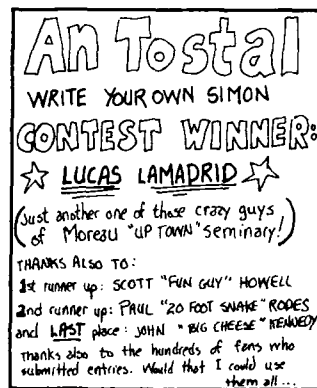 An Tostal
WRITE YOUR OWN SIMON
CONTEST WINNER:
LUCAS LAMADRID
(Just another one of those crazy guys
of Moreau "UP TOWN" seminary!)
THANKS ALSO TO:
1st runner up: SCOTT "FUN GUY" HOWELL
2nd runner up: PAUL "20 FOOT SNAKE" RODES
and LAST place: JOHN "BIG CHEESE" KENNEDY
Thanks also to the hundreds of fans who
submitted entries. Would that I could use
them all...